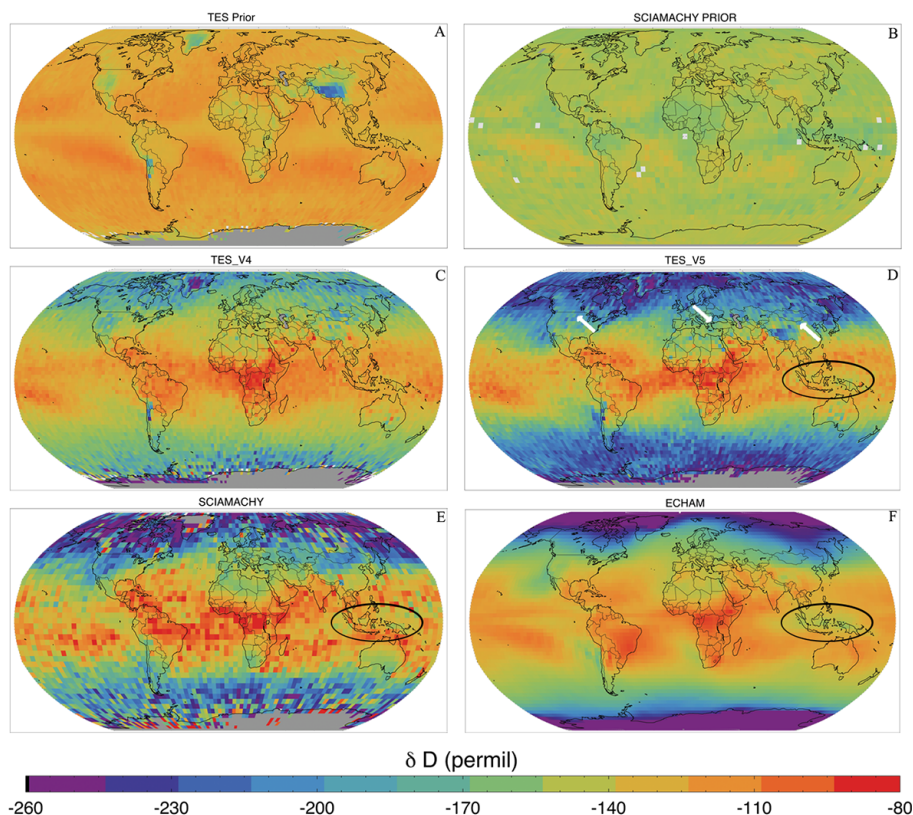 TES Prior
A
SCIAMACHY PRIOR
B
TES_V4
C
TES_V5
D
SCIAMACHY
E
ECHAM
F
δ D (permil)
-260 -230 -200 -170 -140 -110 -80